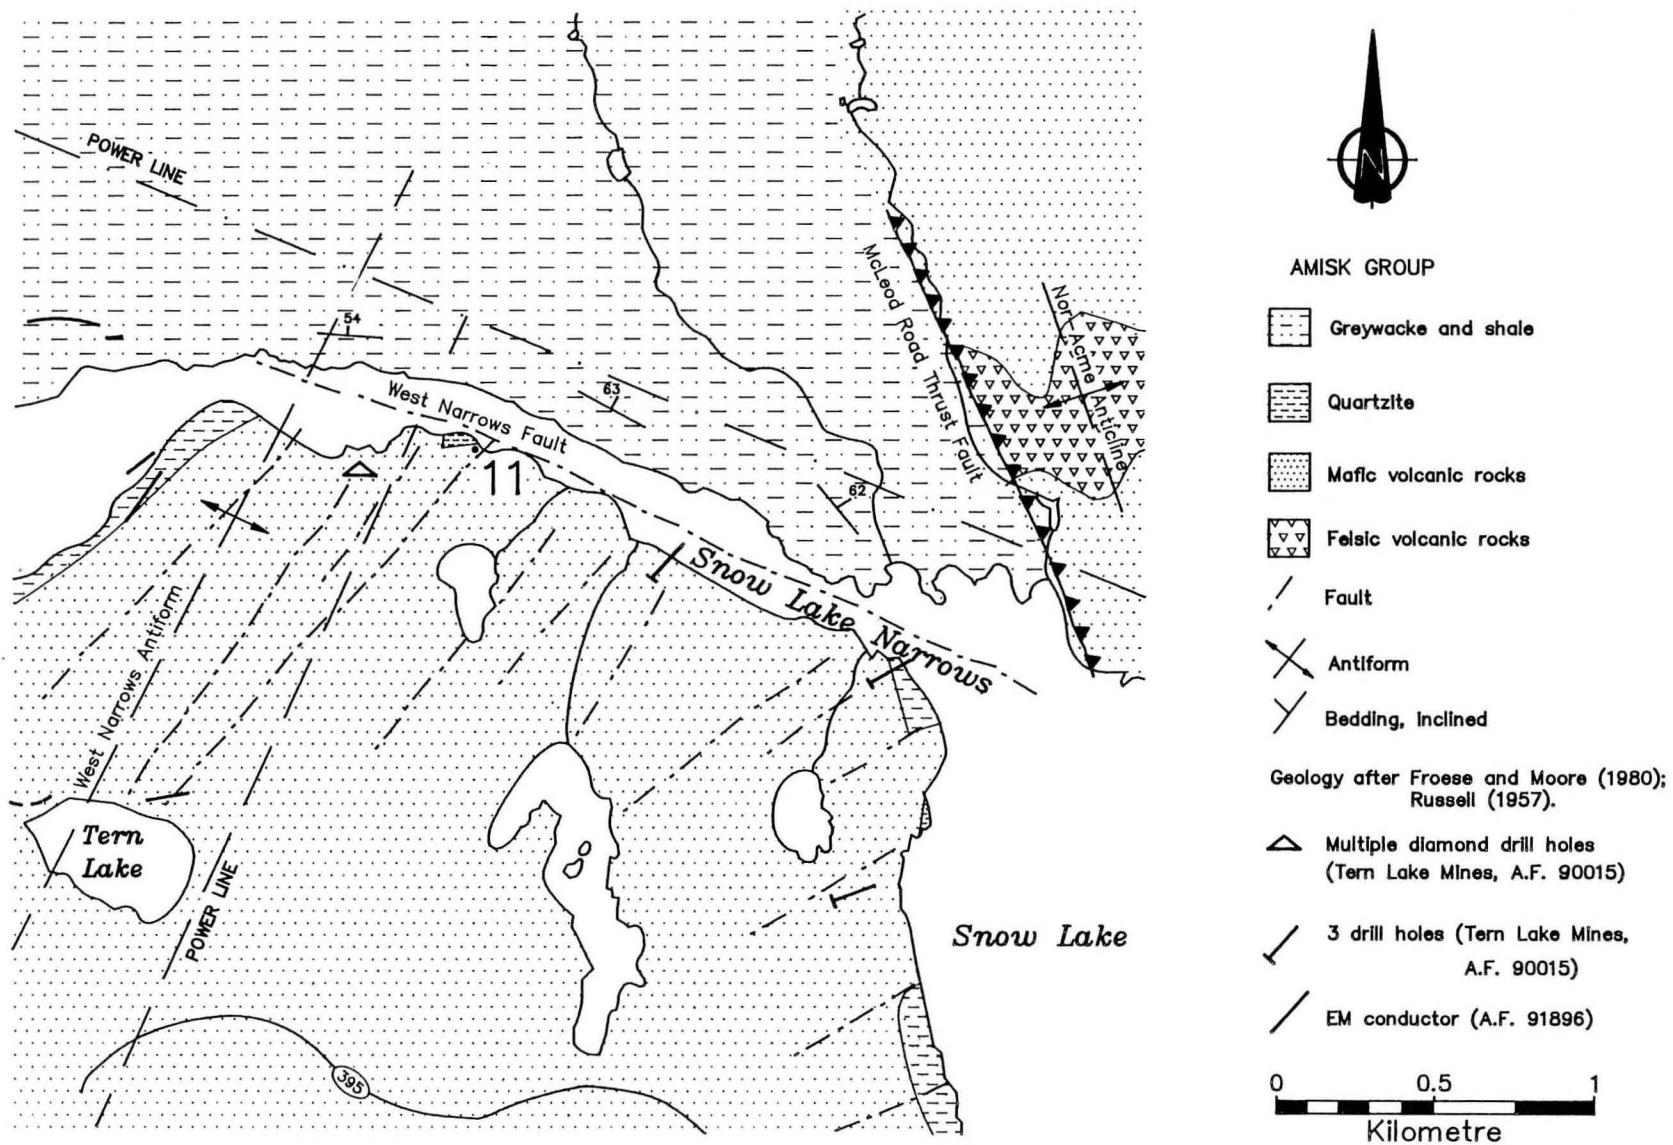 POWER LINE
54
63
62
West Narrows Fault
McLeod Road Thrust Fault
Nor Acme Anticline
11
Snow Lake Narrows
West Narrows Antiform
Tern
Lake
POWER LINE
395
Snow Lake
N
AMISK GROUP
Greywacke and shale
Quartzite
Mafic volcanic rocks
Felsic volcanic rocks
Fault
Antiform
Bedding, inclined
Geology after Froese and Moore (1980);
Russell (1957).
Multiple diamond drill holes
(Tern Lake Mines, A.F. 90015)
3 drill holes (Tern Lake Mines,
A.F. 90015)
EM conductor (A.F. 91896)
0 0.5 1
Kilometre